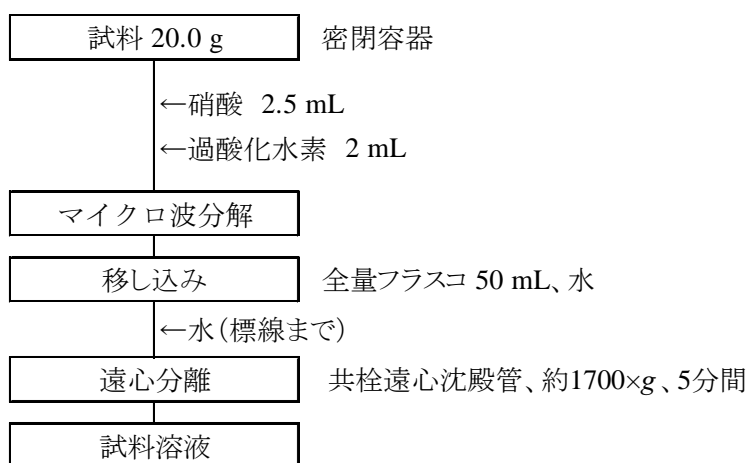 試料 20.0 g 密閉容器
←硝酸 2.5 mL
←過酸化水素 2 mL
マイクロ波分解
移し込み 全量フラスコ 50 mL、水
←水(標線まで)
遠心分離 共栓遠心沈殿管、約1700×g、5分間
試料溶液